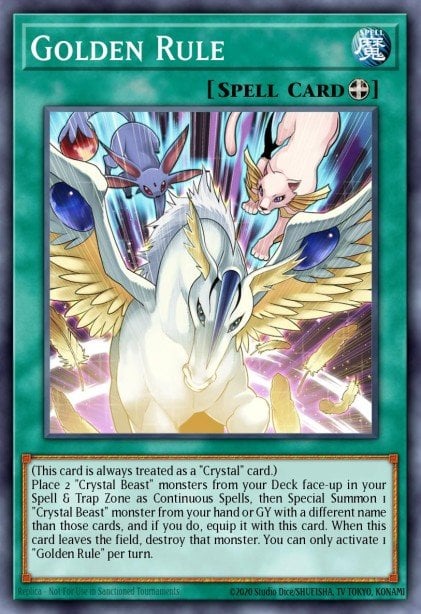 Golden Rule
SPELL
魔
[Spell Card]
(This card is always treated as a "Crystal" card.)
Place 2 "Crystal Beast" monsters from your Deck face-up in your
Spell & Trap Zone as Continuous Spells, then Special Summon 1
"Crystal Beast" monster from your hand or GY with a different name
than those cards, and if you do, equip it with this card. When this
card leaves the field, destroy that monster. You can only activate 1
"Golden Rule" per turn.
Replica - Not For Use in Sanctioned Tournaments
©2020 Studio Dice/SHUEISHA, TV TOKYO, KONAMI